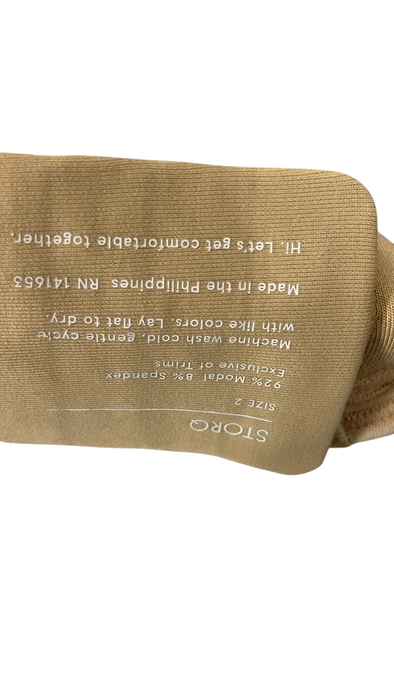 STORQ
SIZE 2
92% Modal 8% Spandex
Exclusive of Trims
Machine wash cold, gentle cycle
with like colors. Lay flat to dry.
Made in the Philippines RN 141653
Hi. Let's get comfortable together.